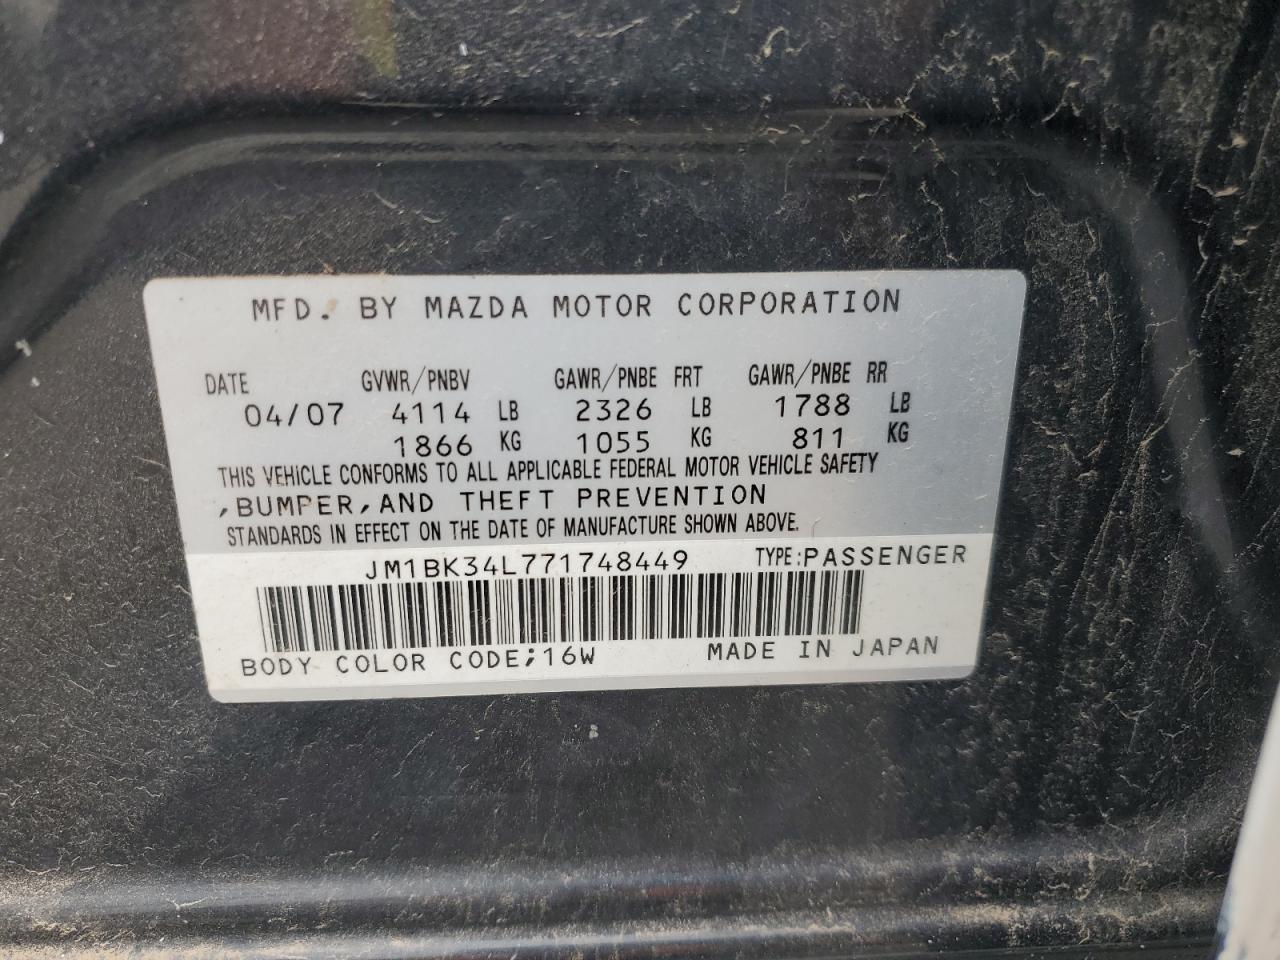 MFD. BY MAZDA MOTOR CORPORATION
DATE GVWR/PNBV GAWR/PNBE FRT GAWR/PNBE RR
04/07 4114 LB 2326 LB 1788 LB
1866 KG 1055 KG 811 KG
THIS VEHICLE CONFORMS TO ALL APPLICABLE FEDERAL MOTOR VEHICLE SAFETY
,BUMPER,AND THEFT PREVENTION
STANDARDS IN EFFECT ON THE DATE OF MANUFACTURE SHOWN ABOVE.
JM1BK34L771748449 TYPE:PASSENGER
BODY COLOR CODE;16W MADE IN JAPAN